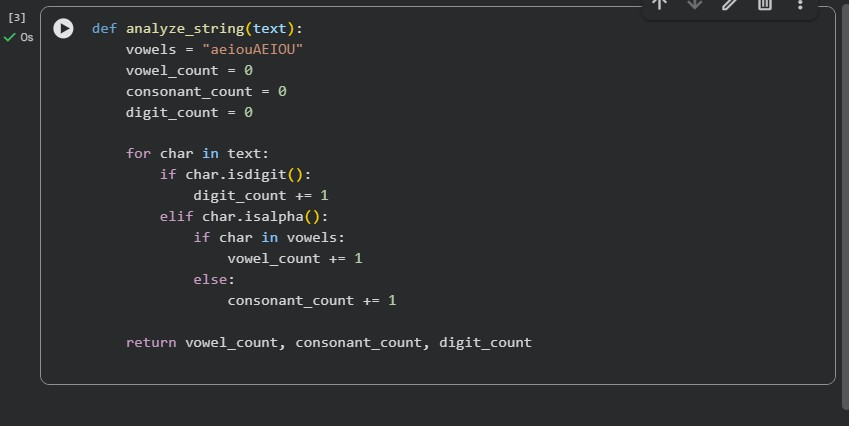 [3]
0s
def analyze_string(text):
    vowels = "aeiouAEIOU"
    vowel_count = 0
    consonant_count = 0
    digit_count = 0

    for char in text:
        if char.isdigit():
            digit_count += 1
        elif char.isalpha():
            if char in vowels:
                vowel_count += 1
            else:
                consonant_count += 1

    return vowel_count, consonant_count, digit_count